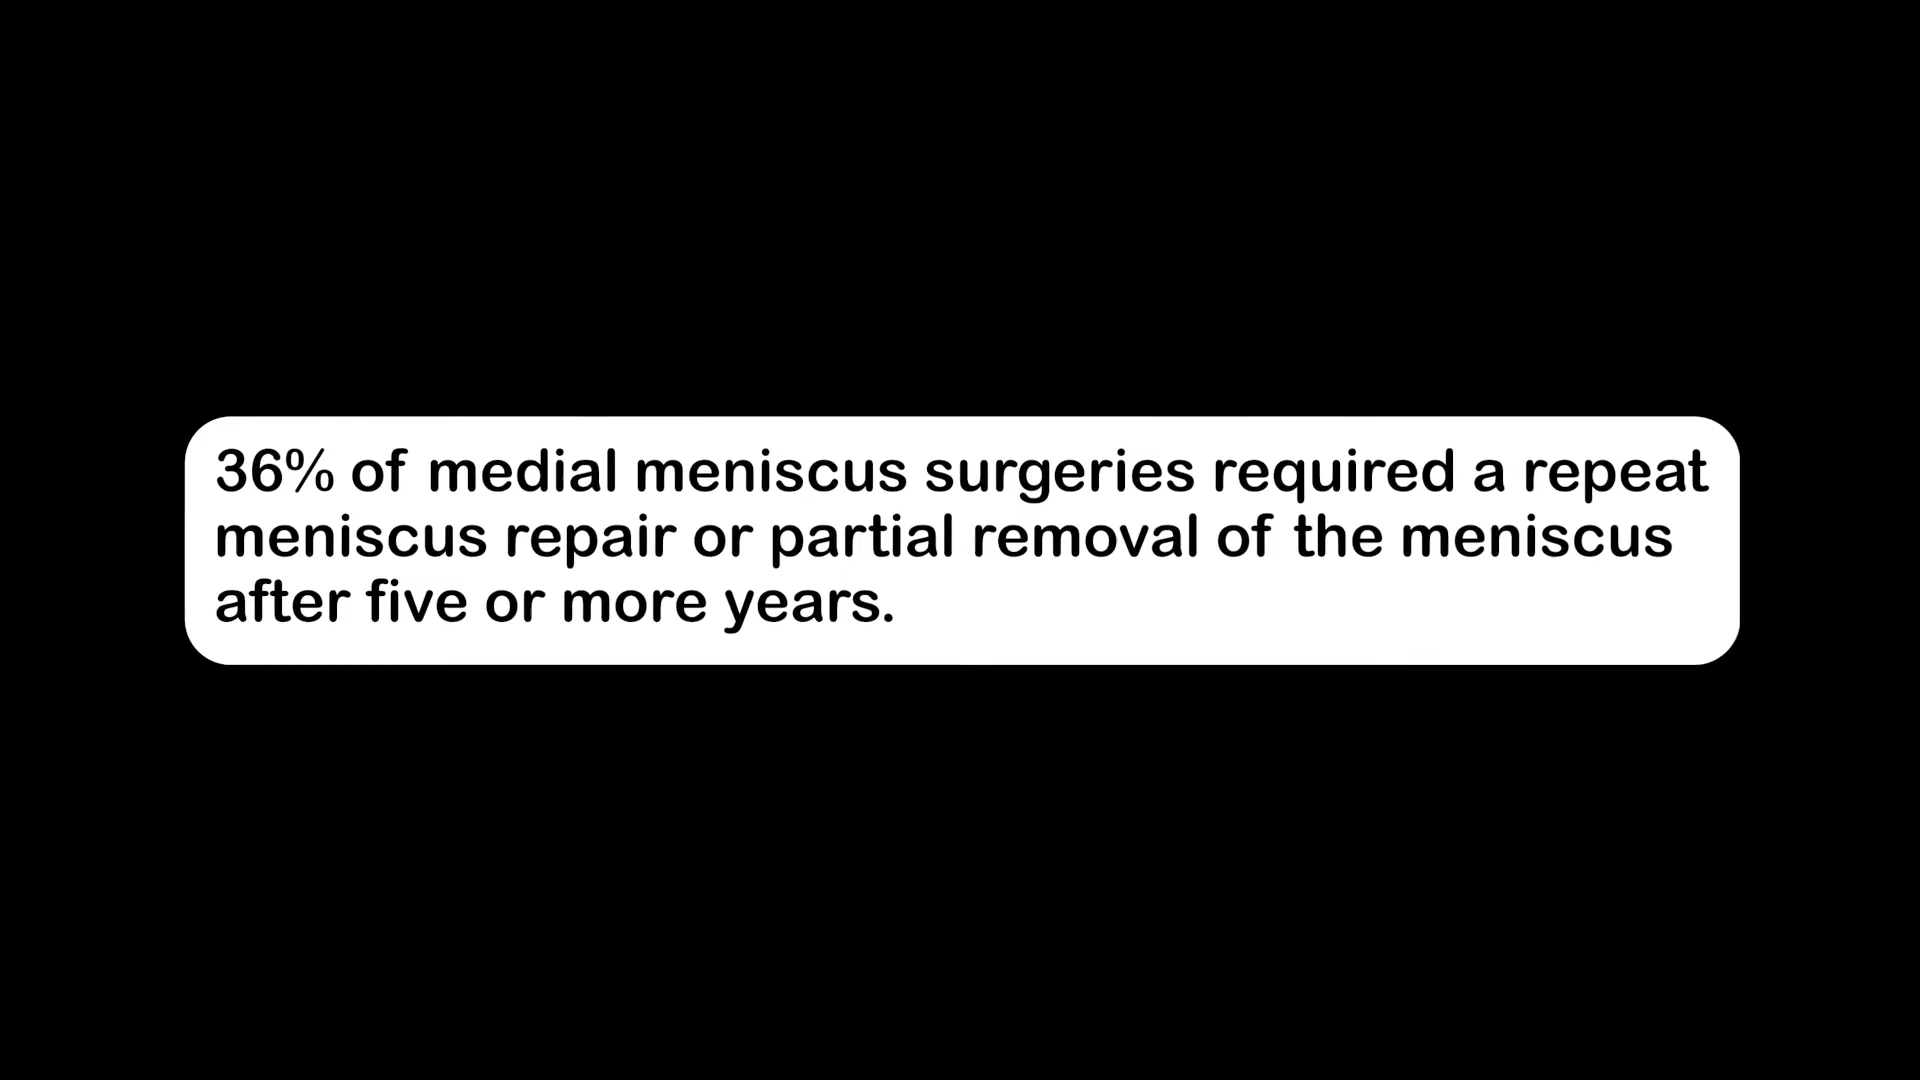 36% of medial meniscus surgeries required a repeat
meniscus repair or partial removal of the meniscus
after five or more years.